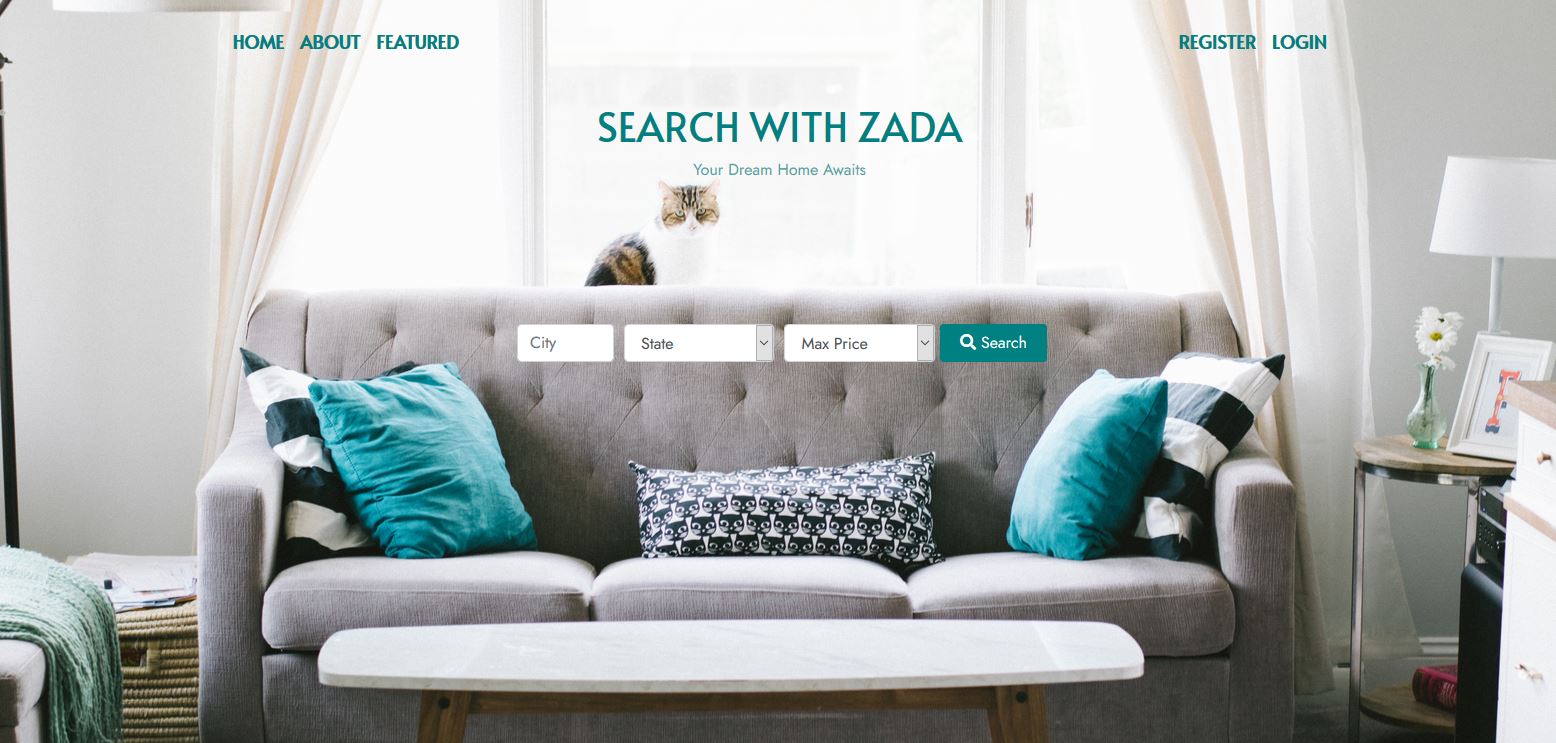 HOME ABOUT FEATURED REGISTER LOGIN
SEARCH WITH ZADA
Your Dream Home Awaits
City State Max Price Search